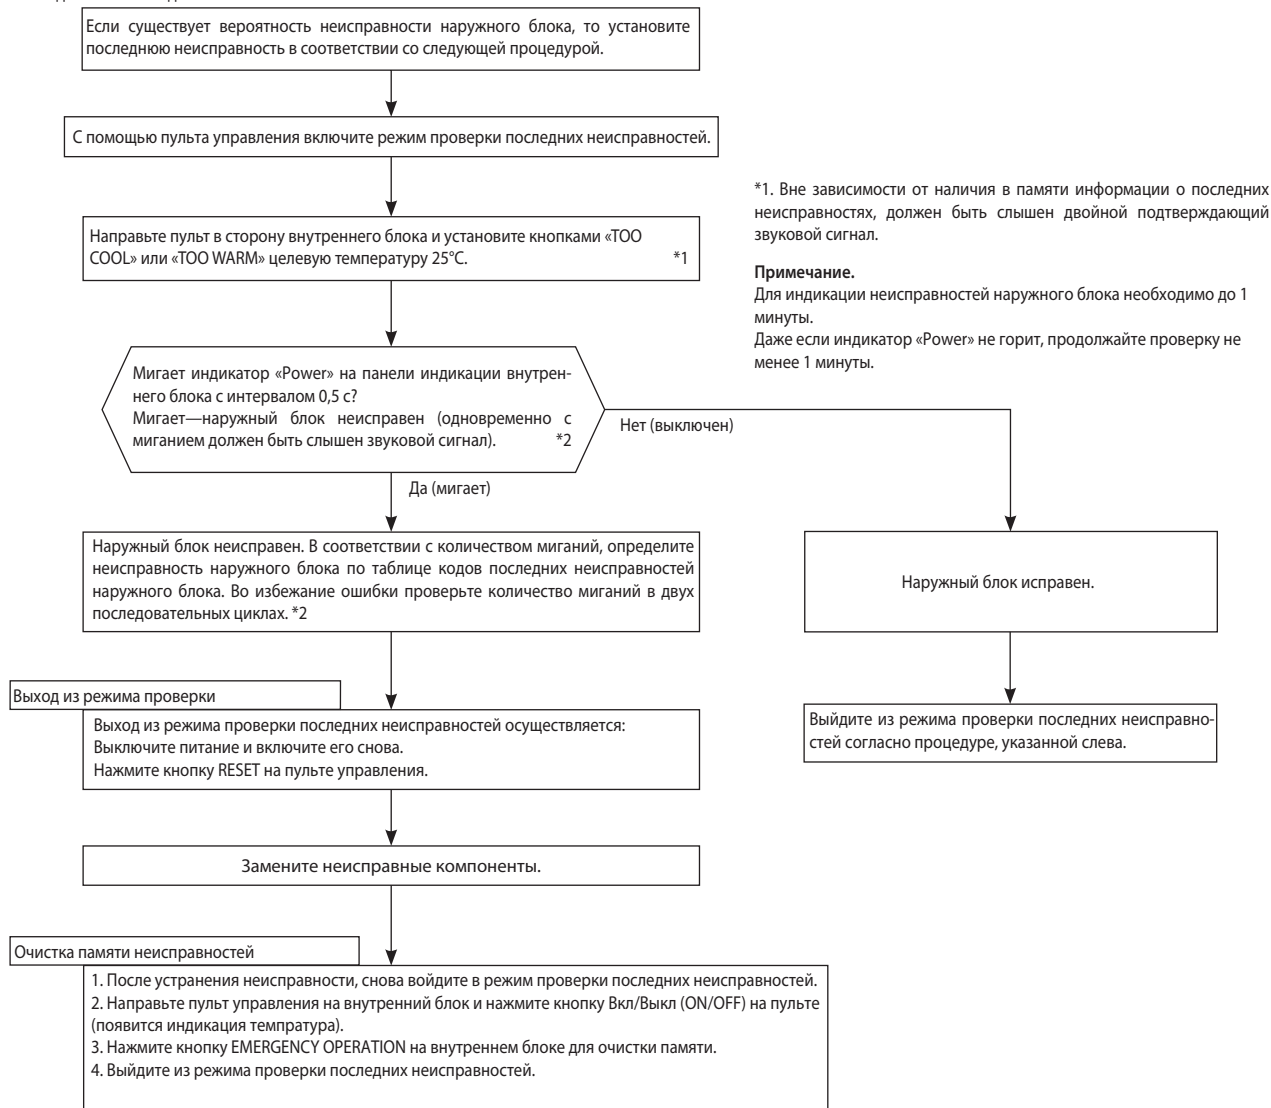 Если существует вероятность неисправности наружного блока, то установите
последнюю неисправность в соответствии со следующей процедурой.
С помощью пульта управления включите режим проверки последних неисправностей.
Направьте пульт в сторону внутреннего блока и установите кнопками «TOO
COOL» или «TOO WARM» целевую температуру 25°C. *1
*1. Вне зависимости от наличия в памяти информации о последних
неисправностях, должен быть слышен двойной подтверждающий
звуковой сигнал.
Примечание.
Для индикации неисправностей наружного блока необходимо до 1
минуты.
Даже если индикатор «Power» не горит, продолжайте проверку не
менее 1 минуты.
Мигает индикатор «Power» на панели индикации внутрен-
него блока с интервалом 0,5 с?
Мигает—наружный блок неисправен (одновременно с
миганием должен быть слышен звуковой сигнал). *2
Нет (выключен)
Да (мигает)
Наружный блок неисправен. В соответствии с количеством миганий, определите
неисправность наружного блока по таблице кодов последних неисправностей
наружного блока. Во избежание ошибки проверьте количество миганий в двух
последовательных циклах. *2
Наружный блок исправен.
Выход из режима проверки
Выход из режима проверки последних неисправностей осуществляется:
Выключите питание и включите его снова.
Нажмите кнопку RESET на пульте управления.
Выйдите из режима проверки последних неисправно-
стей согласно процедуре, указанной слева.
Замените неисправные компоненты.
Очистка памяти неисправностей
1. После устранения неисправности, снова войдите в режим проверки последних неисправностей.
2. Направьте пульт управления на внутренний блок и нажмите кнопку Вкл/Выкл (ON/OFF) на пульте
(появится индикация темпратура).
3. Нажмите кнопку EMERGENCY OPERATION на внутреннем блоке для очистки памяти.
4. Выйдите из режима проверки последних неисправностей.